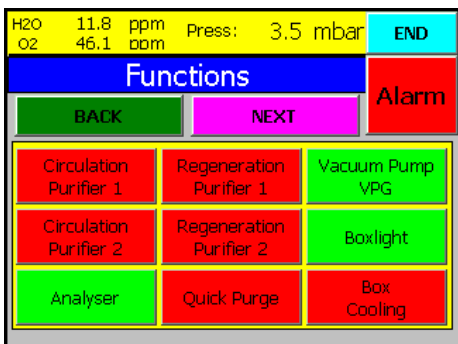 H2O 11.8 ppm Press: 3.5 mbar END
O2 46.1 ppm
Functions
Alarm
BACK NEXT
Circulation Regeneration Vacuum Pump
Purifier 1 Purifier 1 VPG
Circulation Regeneration Boxlight
Purifier 2 Purifier 2
Analyser Quick Purge Box
Cooling